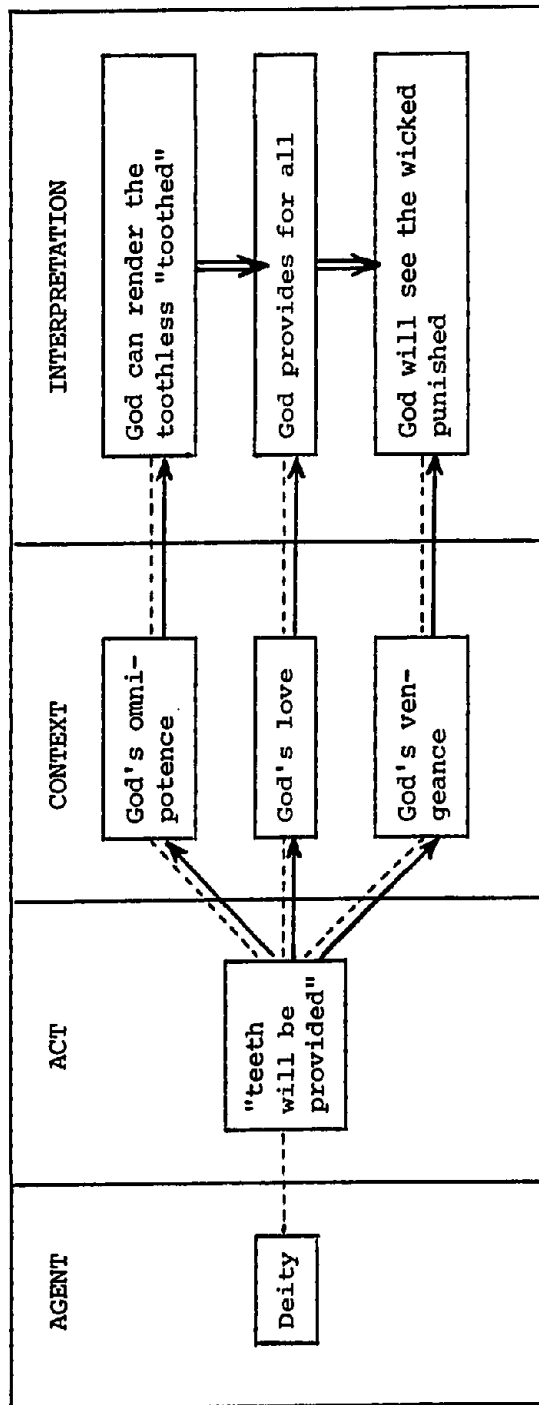 AGENT
Deity
ACT
"teeth
will be
provided"
CONTEXT
God's omni-
potence
God's love
God's ven-
geance
INTERPRETATION
God can render the
toothless "toothed"
God provides for all
God will see the wicked
punished